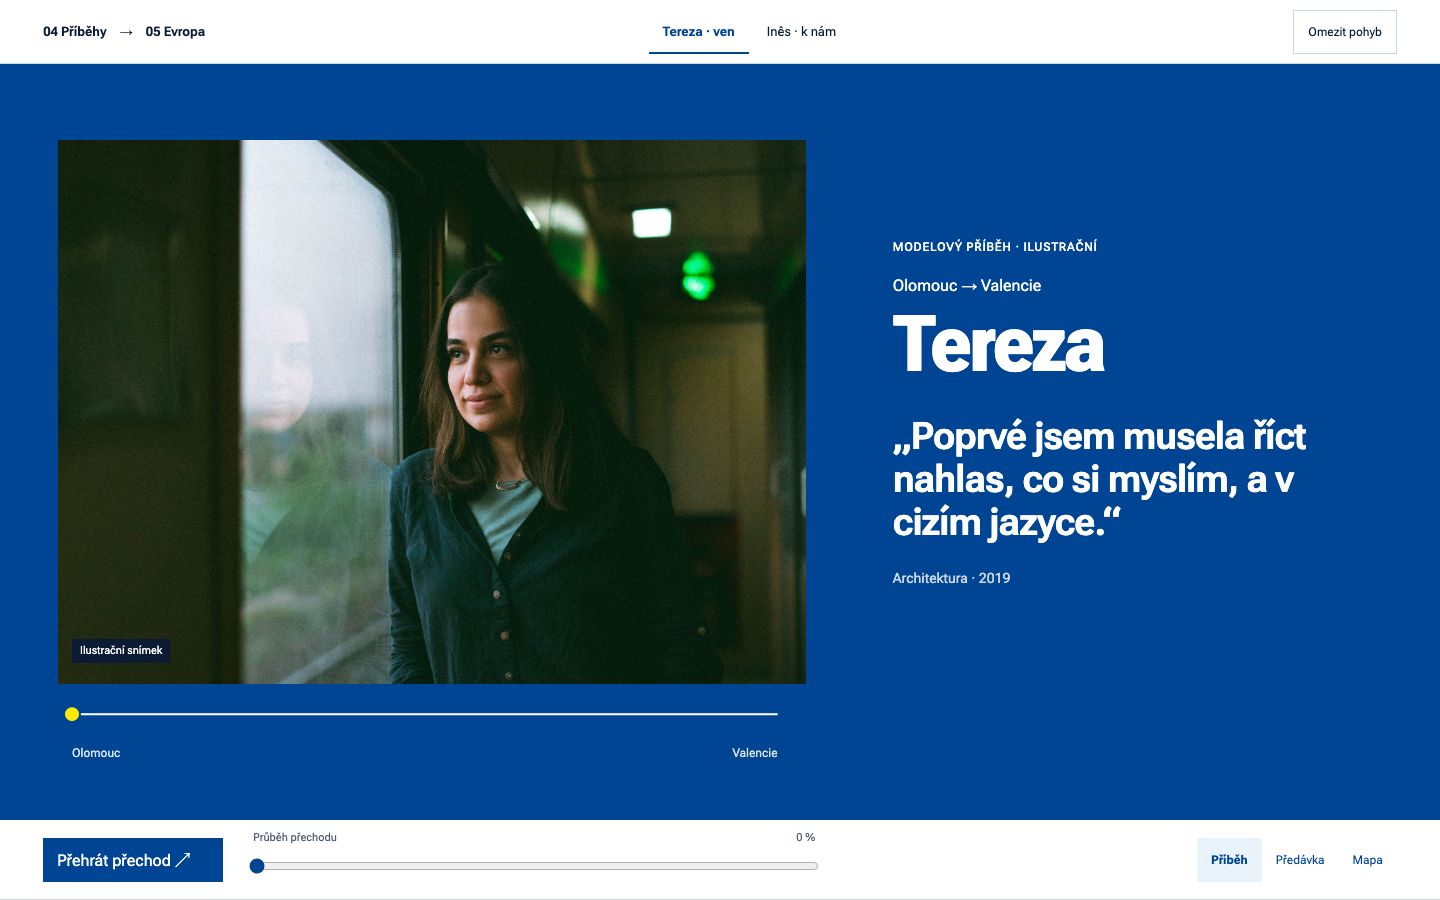 04 Příběhy → 05 Evropa
Tereza · ven
Inês · k nám
Omezit pohyb
MODELOVÝ PŘÍBĚH · ILUSTRAČNÍ
Olomouc → Valencie
Tereza
„Poprvé jsem musela říct
nahlas, co si myslím, a v
cizím jazyce.“
Architektura · 2019
Ilustrační snímek
Olomouc
Valencie
Přehrát přechod ↗
Průběh přechodu
0 %
Příběh
Předávka
Mapa